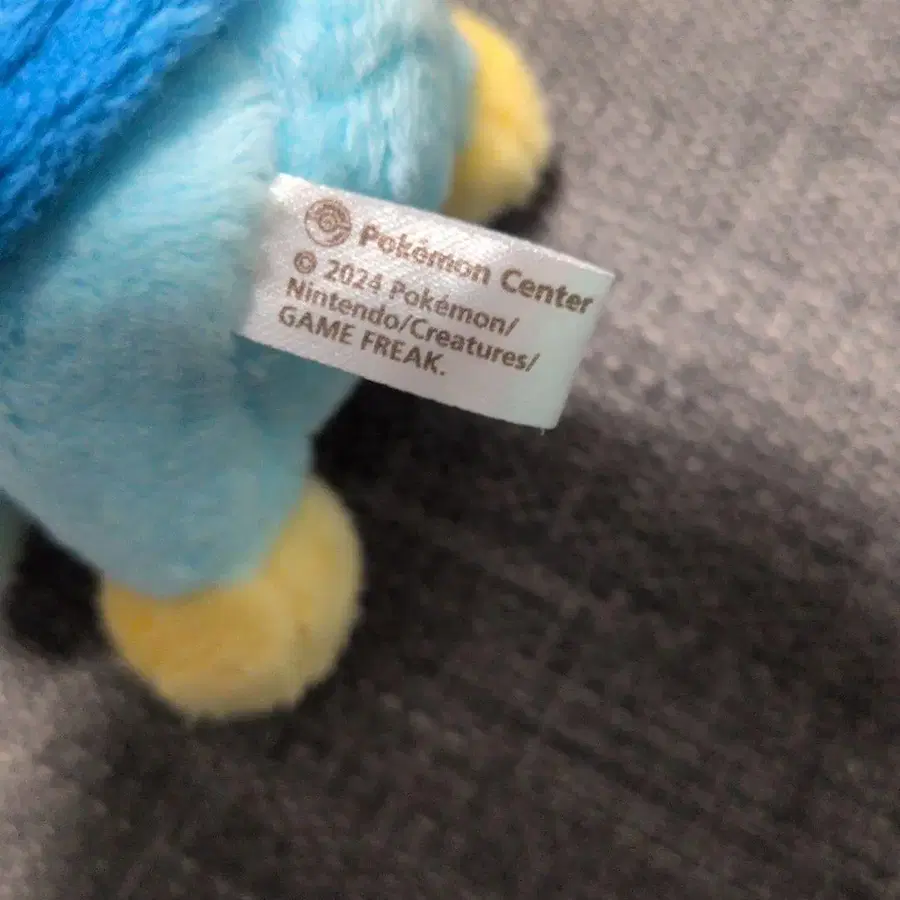 Pokémon Center
© 2024 Pokémon/
Nintendo/Creatures/
GAME FREAK.